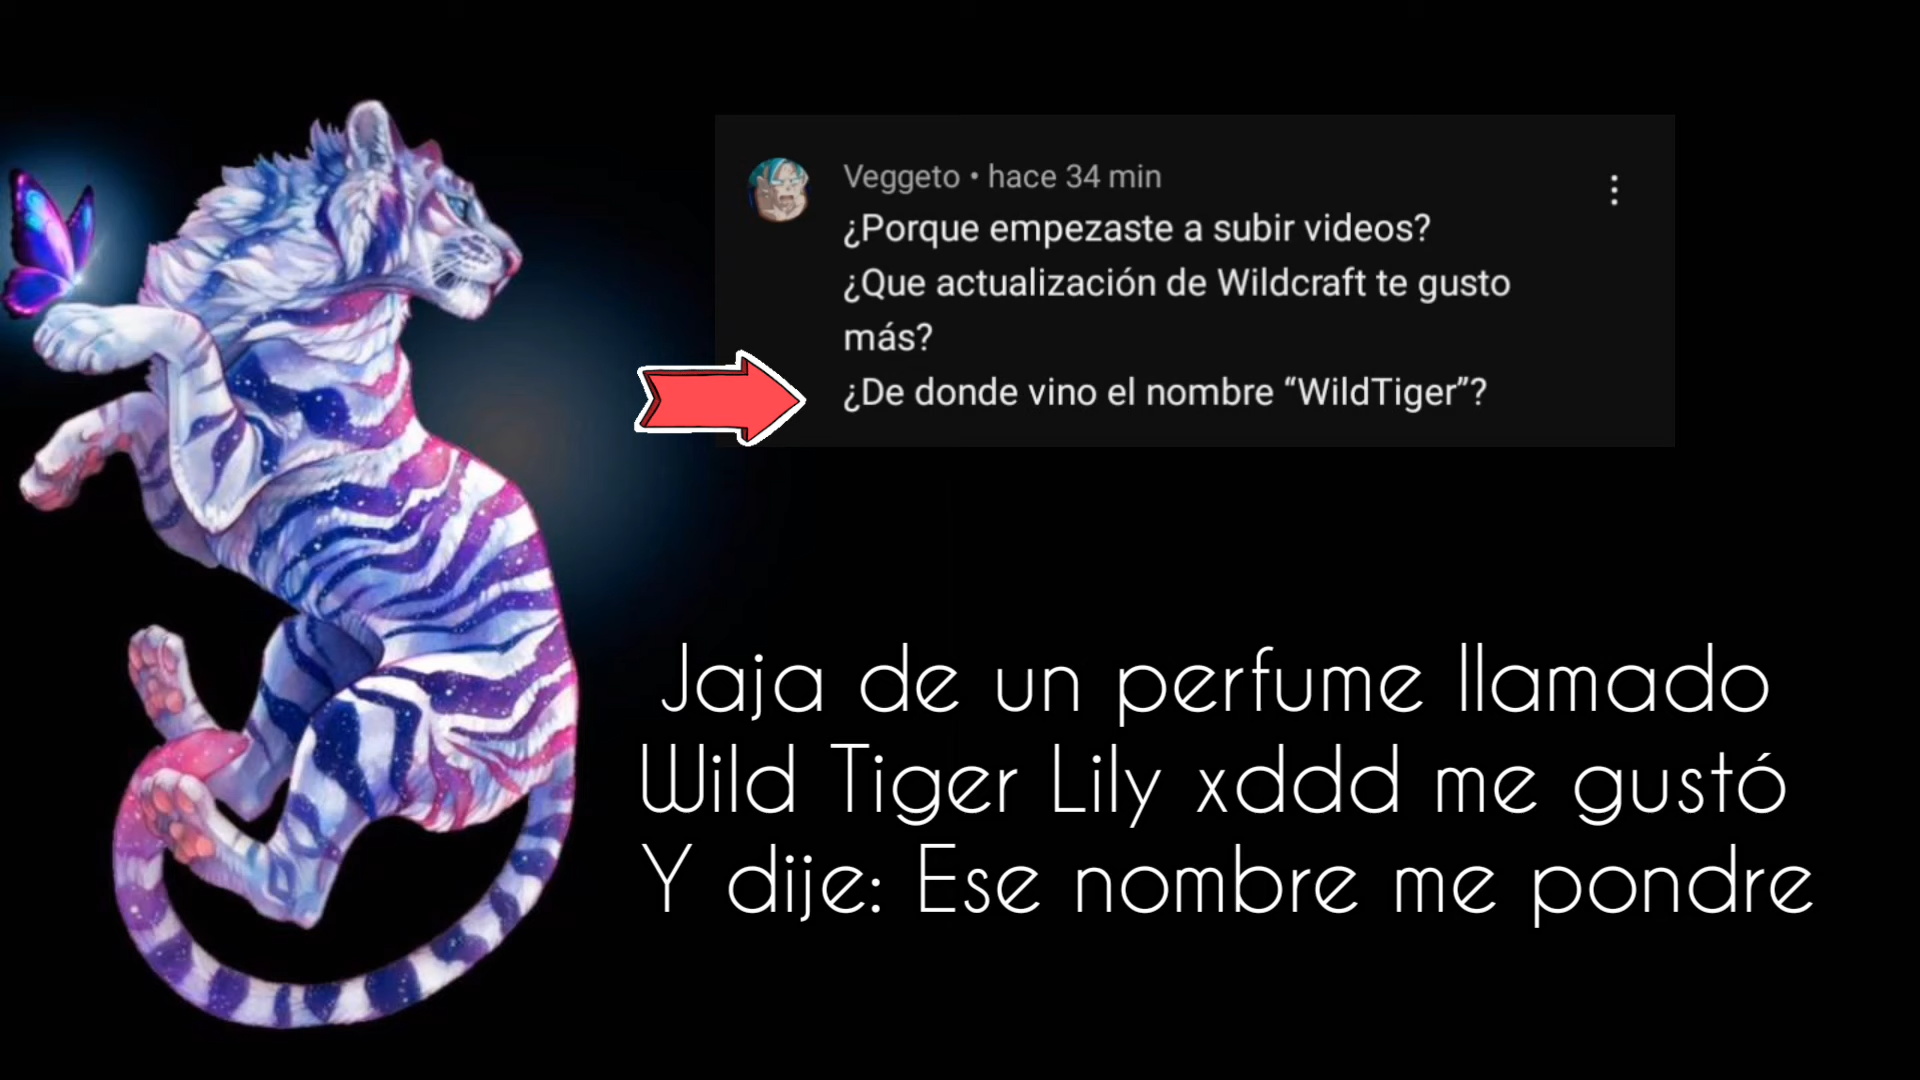 Veggeto • hace 34 min
¿Porque empezaste a subir videos?
¿Que actualización de Wildcraft te gusto
más?
¿De donde vino el nombre “WildTiger”?
Jaja de un perfume llamado
Wild Tiger Lily xddd me gustó
Y dije: Ese nombre me pondre